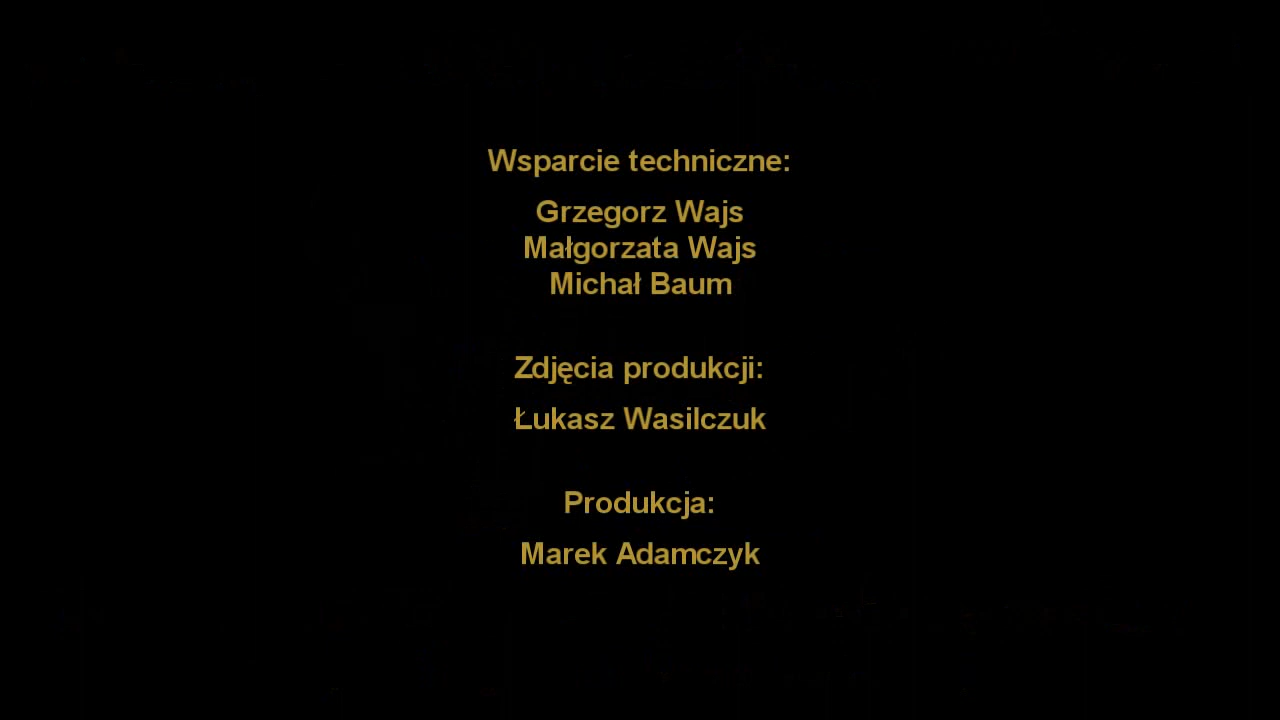 Wsparcie techniczne:
Grzegorz Wajs
Małgorzata Wajs
Michał Baum
Zdjęcia produkcji:
Łukasz Wasilczuk
Produkcja:
Marek Adamczyk